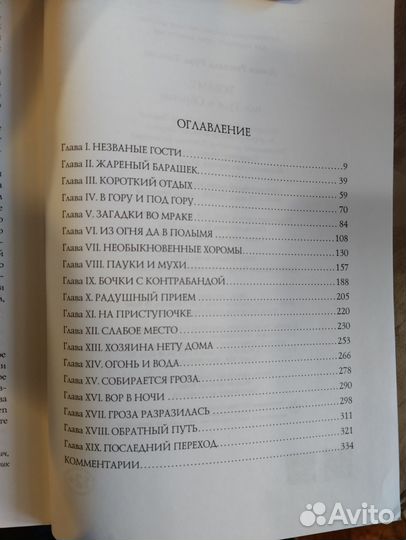 ОГЛАВЛЕНИЕ
Глава I. НЕЗВАНЫЕ ГОСТИ 9
Глава II. ЖАРЕНЫЙ БАРАШЕК 39
Глава III. КОРОТКИЙ ОТДЫХ 59
Глава IV. В ГОРУ И ПОД ГОРУ 70
Глава V. ЗАГАДКИ ВО МРАКЕ 84
Глава VI. ИЗ ОГНЯ ДА В ПОЛЫМЯ 108
Глава VII. НЕОБЫКНОВЕННЫЕ ХОРОМЫ 130
Глава VIII. ПАУКИ И МУХИ 157
Глава IX. БОЧКИ С КОНТРАБАНДОЙ 188
Глава X. РАДУШНЫЙ ПРИЕМ 205
Глава XI. НА ПРИСТУПОЧКЕ 220
Глава XII. СЛАБОЕ МЕСТО 230
Глава XIII. ХОЗЯИНА НЕТУ ДОМА 253
Глава XIV. ОГОНЬ И ВОДА 266
Глава XV. СОБИРАЕТСЯ ГРОЗА 278
Глава XVI. ВОР В НОЧИ 290
Глава XVII. ГРОЗА РАЗРАЗИЛАСЬ 298
Глава XVIII. ОБРАТНЫЙ ПУТЬ 311
Глава XIX. ПОСЛЕДНИЙ ПЕРЕХОД 321
КОММЕНТАРИИ 334
Avito